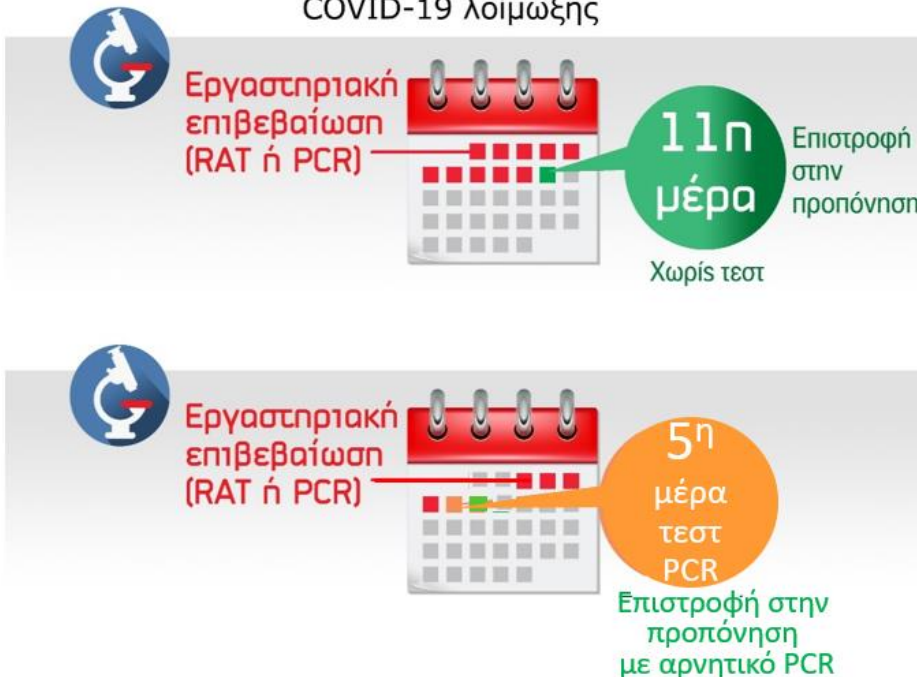 COVID-19 λοίμωξης
Εργαστηριακή
επιβεβαίωση
(RAT ή PCR)
11η
μέρα
Επιστροφή
στην
προπόνηση
Χωρίς τεστ
Εργαστηριακή
επιβεβαίωση
(RAT ή PCR)
5η
μέρα
τεστ
PCR
Επιστροφή στην
προπόνηση
με αρνητικό PCR